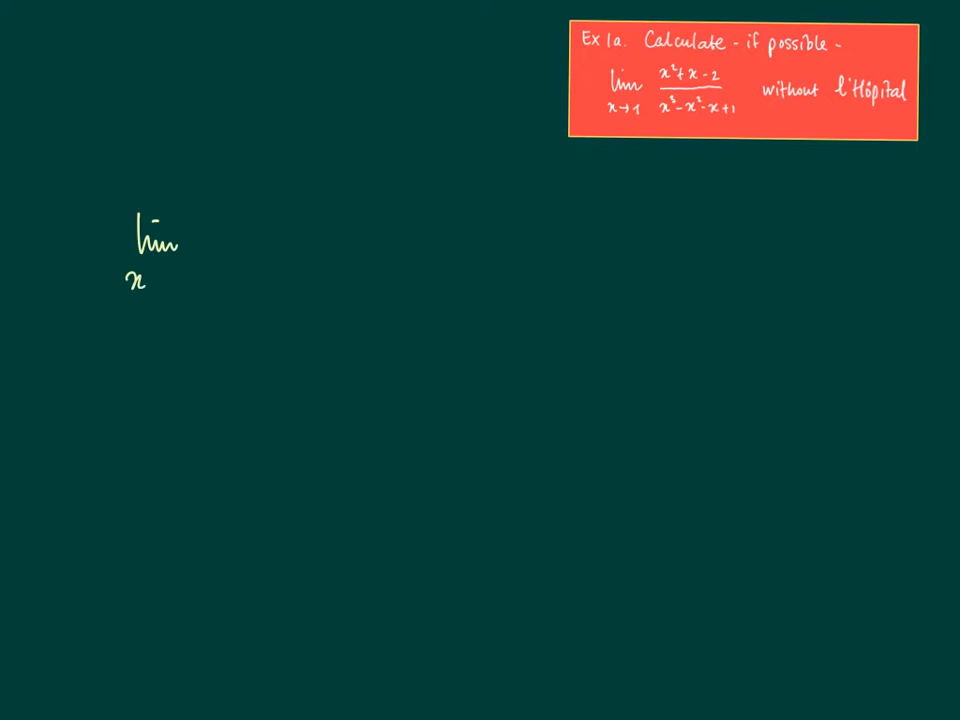 Ex 1a. Calculate - if possible -
lim x→1 (x²+x-2)/(x³-x²-x+1) without l'Hôpital
lim
x